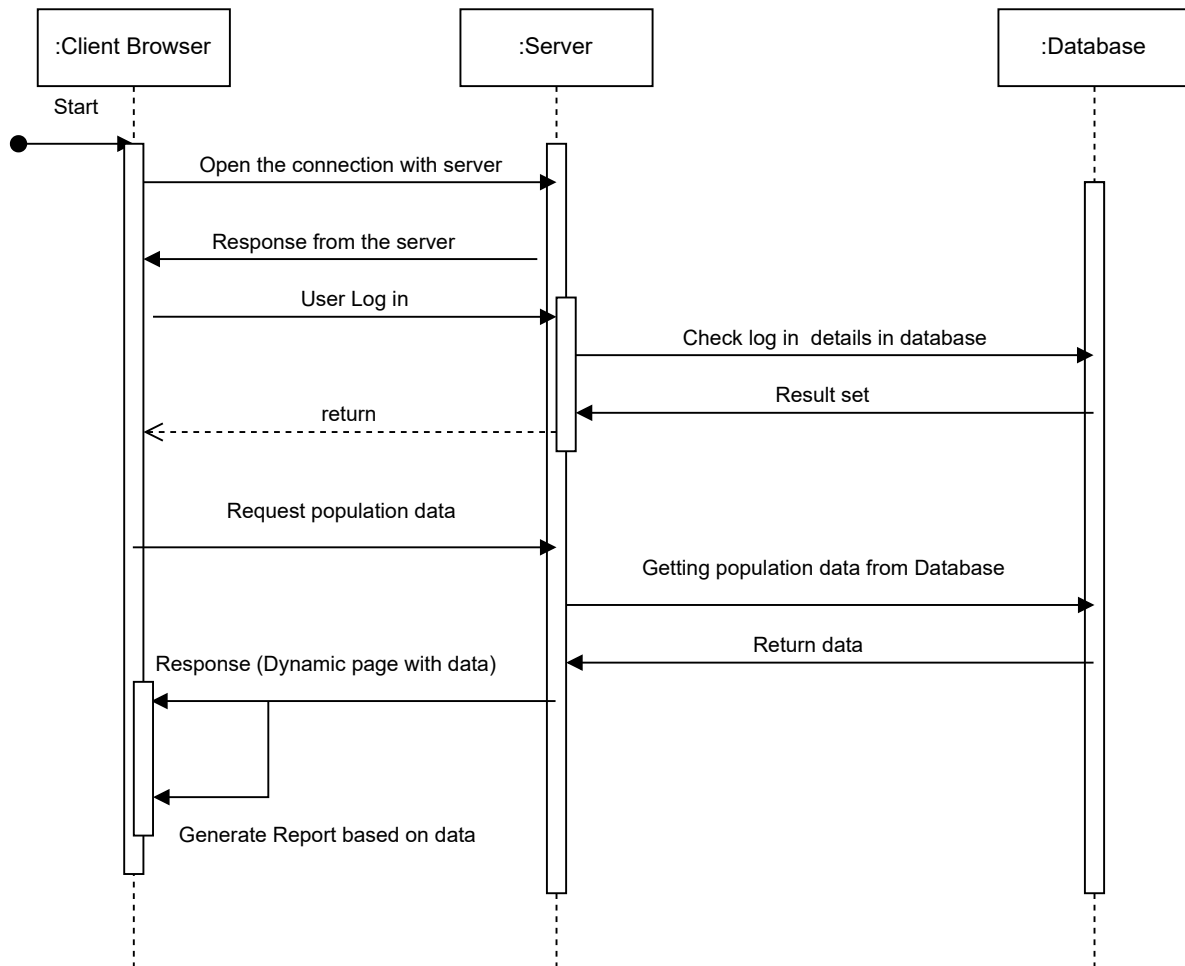 :Client Browser
:Server
:Database
Start
Open the connection with server
Response from the server
User Log in
Check log in  details in database
Result set
return
Request population data
Getting population data from Database
Return data
Response (Dynamic page with data)
Generate Report based on data